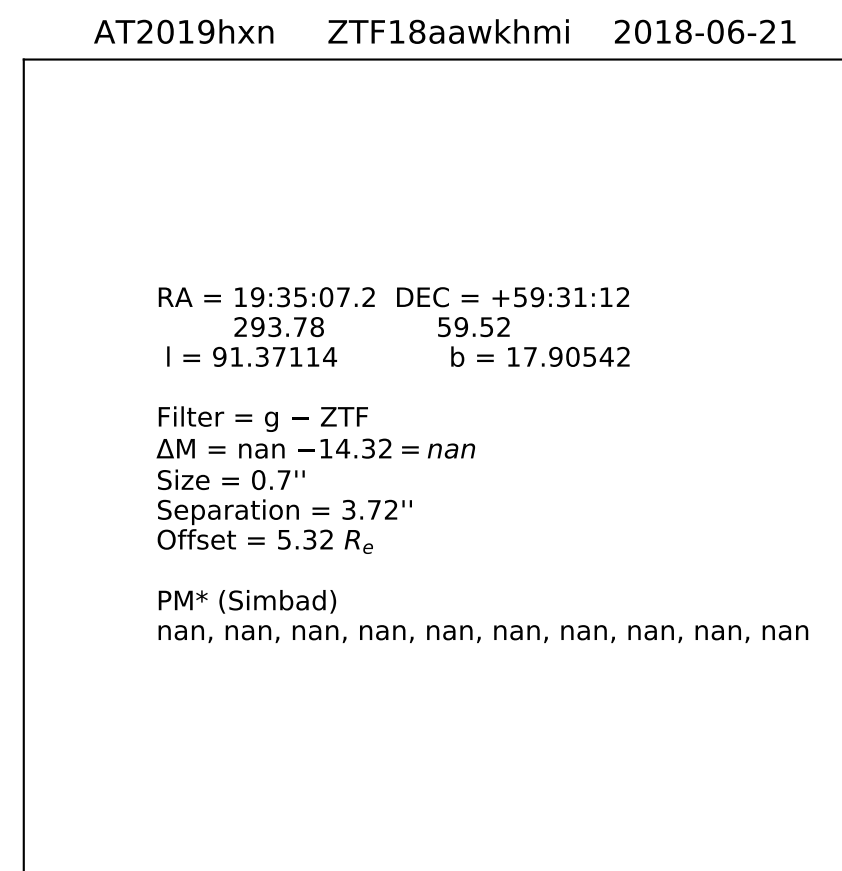 AT2019hxn ZTF18aawkhmi 2018-06-21
RA = 19:35:07.2 DEC = +59:31:12
293.78 59.52
l = 91.37114 b = 17.90542
Filter = g − ZTF
ΔM = nan −14.32 = nan
Size = 0.7''
Separation = 3.72''
Offset = 5.32 Re
PM* (Simbad)
nan, nan, nan, nan, nan, nan, nan, nan, nan, nan